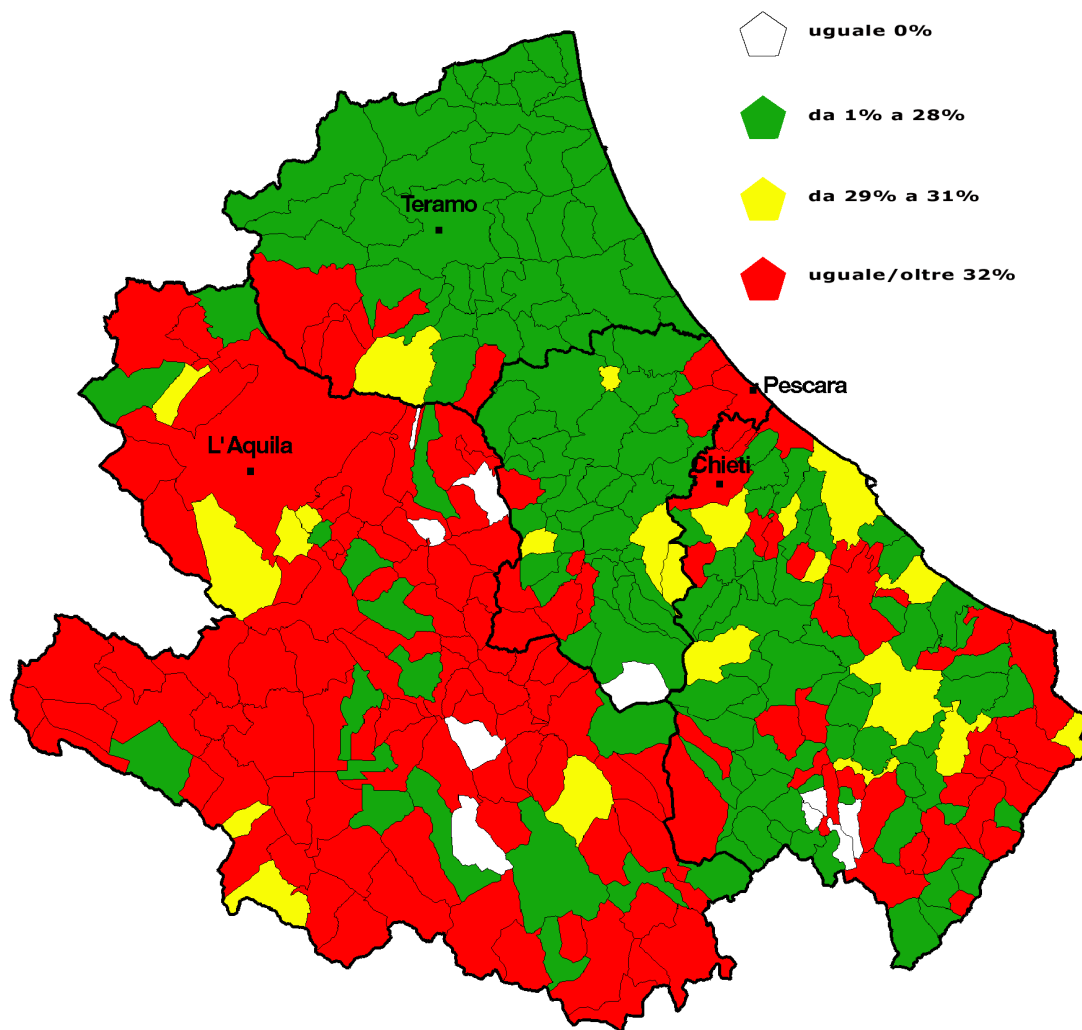 uguale 0%
da 1% a 28%
da 29% a 31%
Teramo
uguale/oltre 32%
Pescara
L'Aquila
Chieti